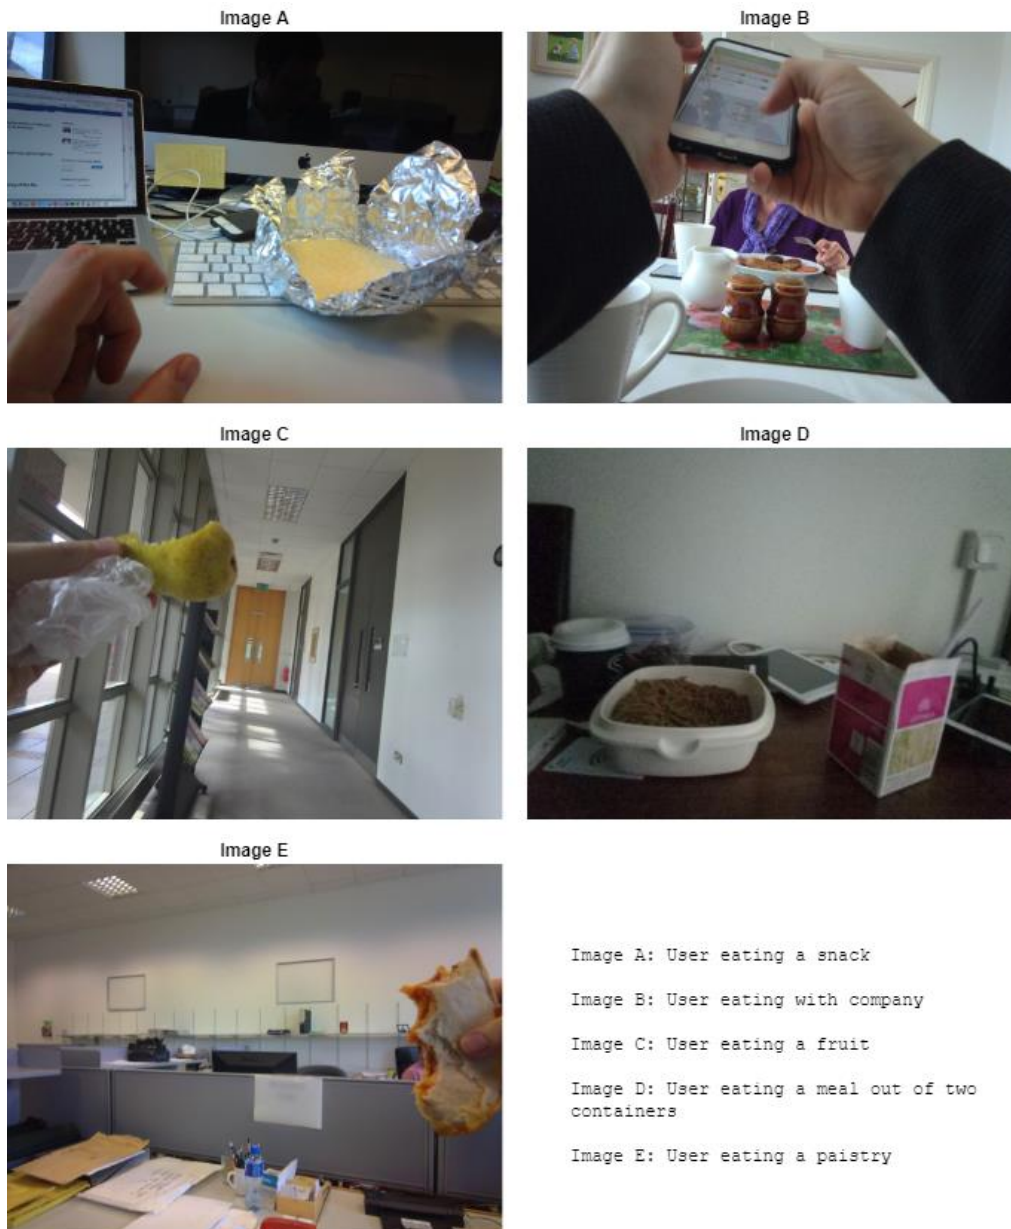 Image A
Image B
Image C
Image D
Image E
Image A: User eating a snack
Image B: User eating with company
Image C: User eating a fruit
Image D: User eating a meal out of two
containers
Image E: User eating a paistry